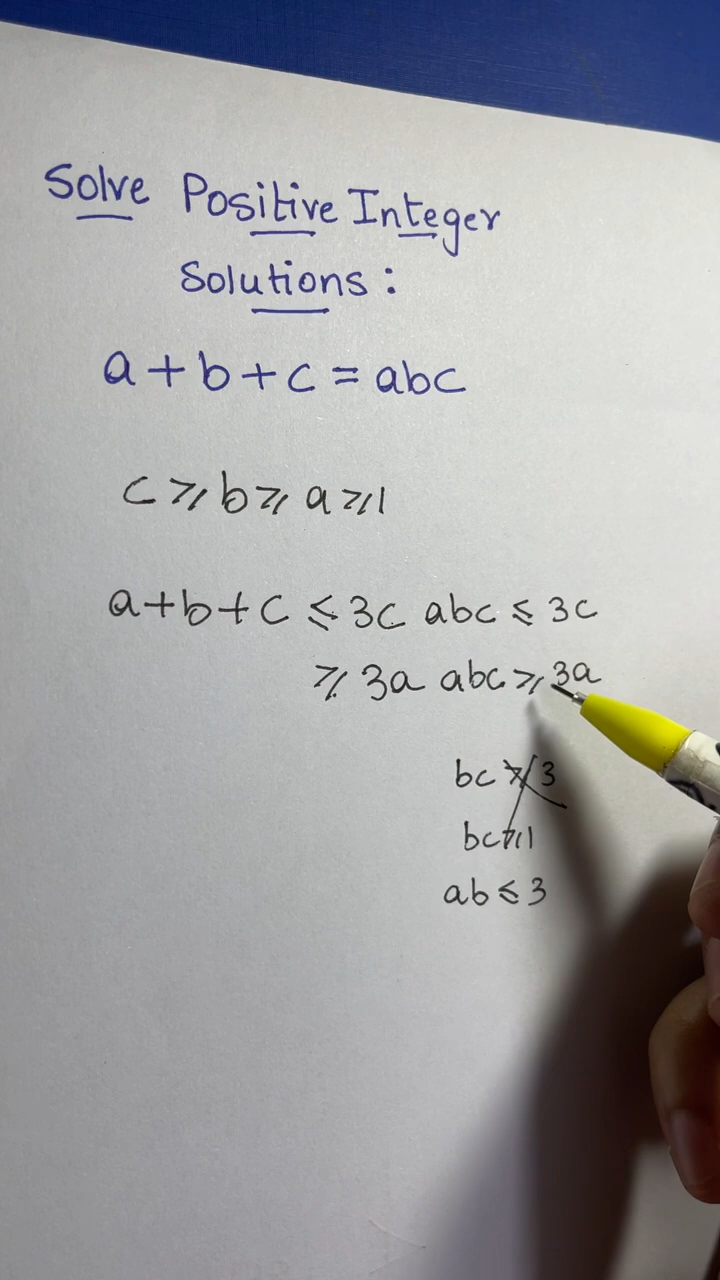 Solve Positive Integer
Solutions :
a + b + c = abc
c ⩾ b ⩾ a ⩾ 1
a + b + c ⩽ 3c abc ⩽ 3c
⩾ 3a abc ⩾ 3a
bc ⩾ 3
bc ⩾ 1
ab ⩽ 3